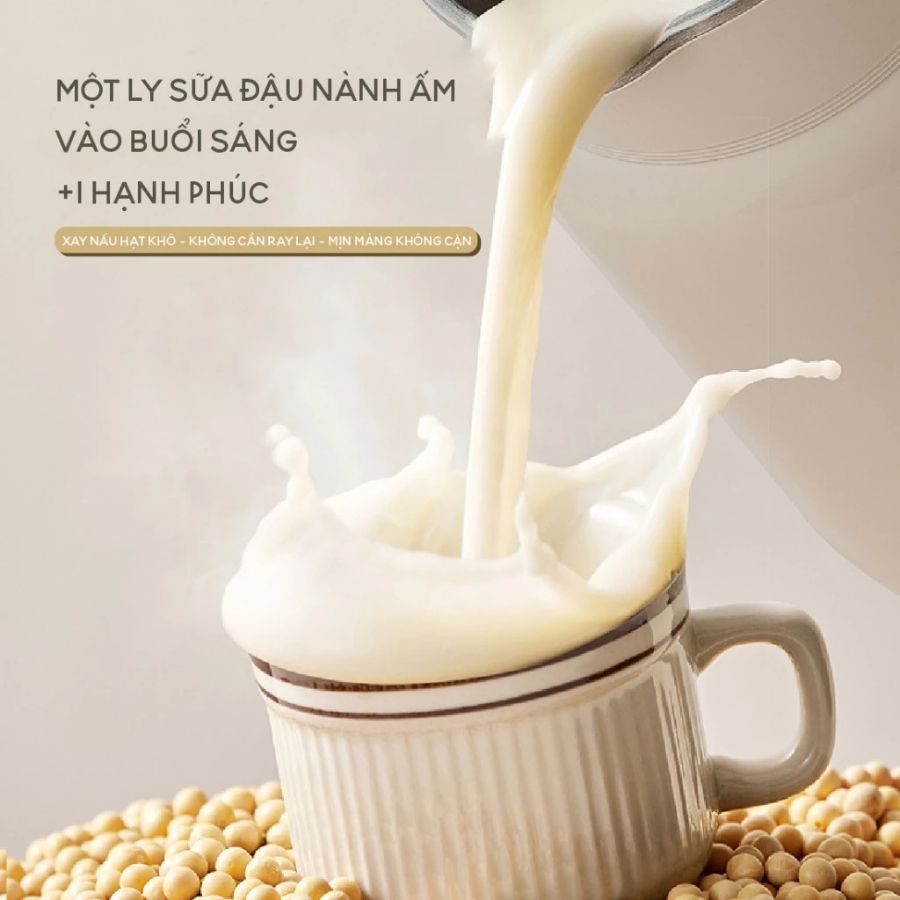 MỘT LY SỮA ĐẬU NÀNH ẤM
VÀO BUỔI SÁNG
+1 HẠNH PHÚC
XAY NẤU HẠT KHÔ - KHÔNG CẦN RAY LẠI - MỊN MÀNG KHÔNG CẶN